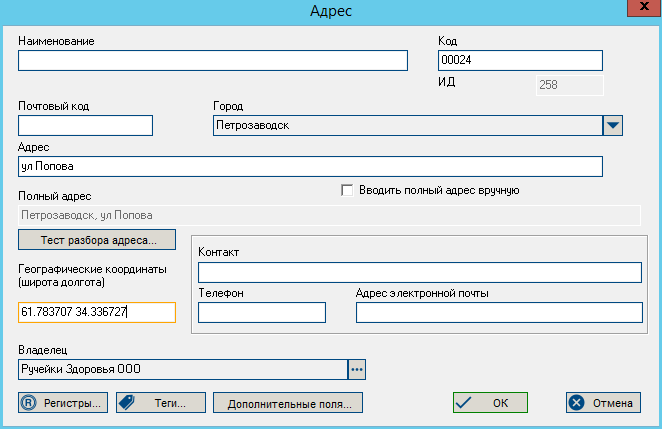 Адрес
x
Наименование Код
00024
ИД 258
Почтовый код Город
Петрозаводск
Адрес
ул Попова
Полный адрес Вводить полный адрес вручную
Петрозаводск, ул Попова
Тест разбора адреса...
Контакт
Географические координаты
(широта долгота)
Телефон Адрес электронной почты
61.783707 34.336727
Владелец
Ручейки Здоровья ООО ...
® Регистры... Теги... Дополнительные поля... ОК Отмена